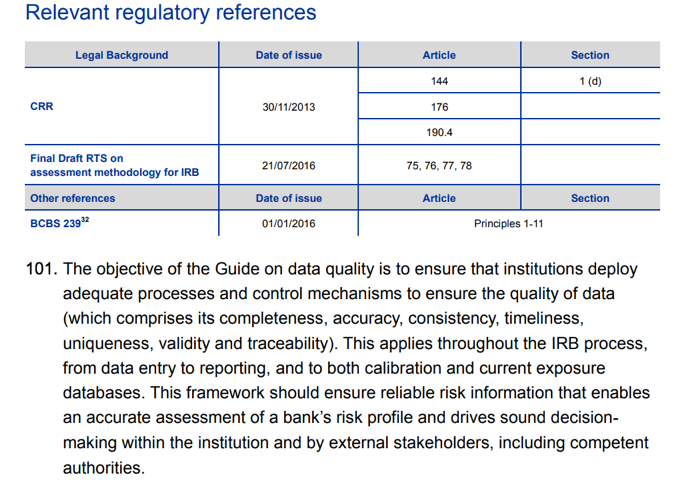 Relevant regulatory references
Legal Background Date of issue Article Section
144 1 (d)
CRR 30/11/2013 176
190.4
Final Draft RTS on
assessment methodology for IRB 21/07/2016 75, 76, 77, 78
Other references Date of issue Article Section
BCBS 239³² 01/01/2016 Principles 1-11
101. The objective of the Guide on data quality is to ensure that institutions deploy
adequate processes and control mechanisms to ensure the quality of data
(which comprises its completeness, accuracy, consistency, timeliness,
uniqueness, validity and traceability). This applies throughout the IRB process,
from data entry to reporting, and to both calibration and current exposure
databases. This framework should ensure reliable risk information that enables
an accurate assessment of a bank’s risk profile and drives sound decision-
making within the institution and by external stakeholders, including competent
authorities.